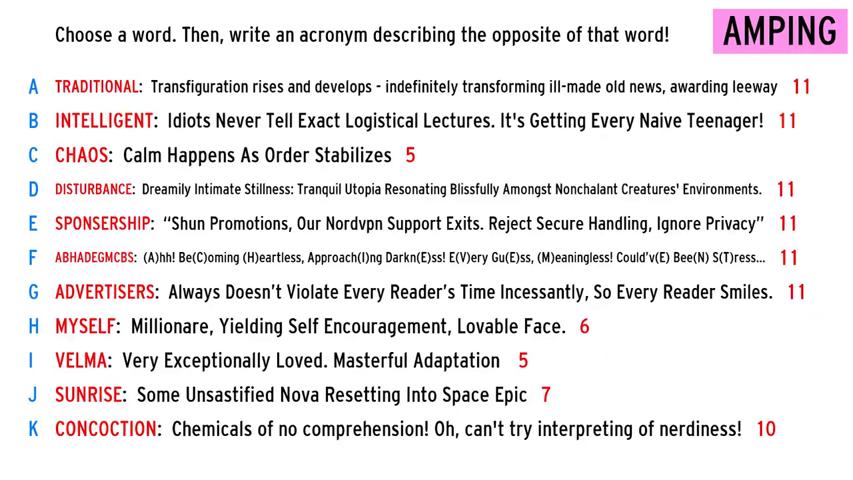 Choose a word. Then, write an acronym describing the opposite of that word!
AMPING
A TRADITIONAL: Transfiguration rises and develops - indefinitely transforming ill-made old news, awarding leeway 11
B INTELLIGENT: Idiots Never Tell Exact Logistical Lectures. It's Getting Every Naive Teenager! 11
C CHAOS: Calm Happens As Order Stabilizes 5
D DISTURBANCE: Dreamily Intimate Stillness: Tranquil Utopia Resonating Blissfully Amongst Nonchalant Creatures' Environments. 11
E SPONSERSHIP: “Shun Promotions, Our Nordvpn Support Exits. Reject Secure Handling, Ignore Privacy” 11
F ABHADEGMCBS: (A)hh! Be(C)oming (H)eartless, Approach(I)ng Darkn(E)ss! E(V)ery Gu(E)ss, (M)eaningless! Could'v(E) Bee(N) S(T)ress... 11
G ADVERTISERS: Always Doesn’t Violate Every Reader’s Time Incessantly, So Every Reader Smiles. 11
H MYSELF: Millionare, Yielding Self Encouragement, Lovable Face. 6
I VELMA: Very Exceptionally Loved. Masterful Adaptation 5
J SUNRISE: Some Unsastified Nova Resetting Into Space Epic 7
K CONCOCTION: Chemicals of no comprehension! Oh, can't try interpreting of nerdiness! 10